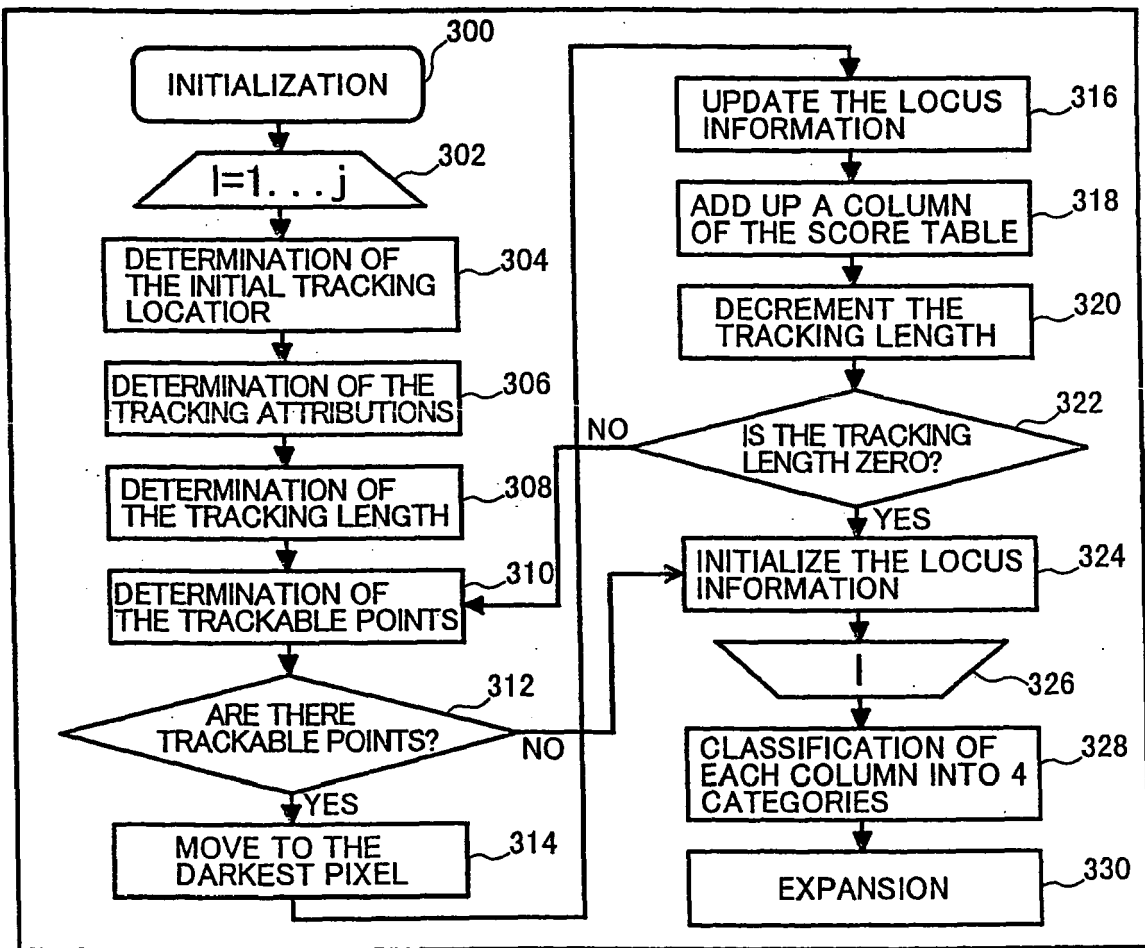 300
INITIALIZATION
302
I=1...j
DETERMINATION OF
THE INITIAL TRACKING
LOCATIOR
304
DETERMINATION OF THE
TRACKING ATTRIBUTIONS
306
DETERMINATION OF
THE TRACKING LENGTH
308
DETERMINATION OF
THE TRACKABLE POINTS
310
ARE THERE
TRACKABLE POINTS?
312
NO
YES
MOVE TO THE
DARKEST PIXEL
314
UPDATE THE LOCUS
INFORMATION
316
ADD UP A COLUMN
OF THE SCORE TABLE
318
DECREMENT THE
TRACKING LENGTH
320
IS THE TRACKING
LENGTH ZERO?
322
NO
YES
INITIALIZE THE LOCUS
INFORMATION
324
I
326
CLASSIFICATION OF
EACH COLUMN INTO 4
CATEGORIES
328
EXPANSION
330